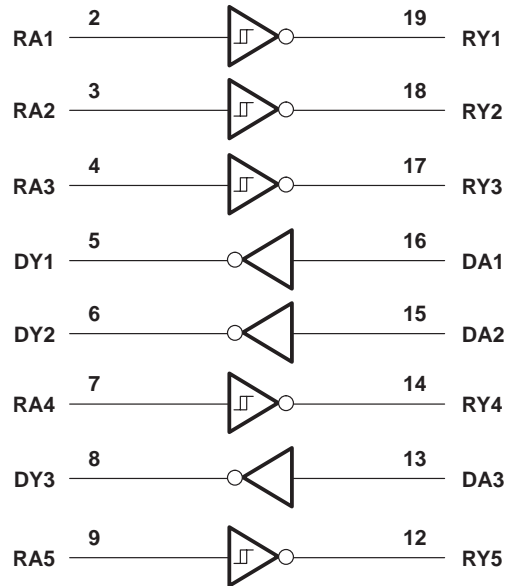 RA1 2 19 RY1
RA2 3 18 RY2
RA3 4 17 RY3
DY1 5 16 DA1
DY2 6 15 DA2
RA4 7 14 RY4
DY3 8 13 DA3
RA5 9 12 RY5